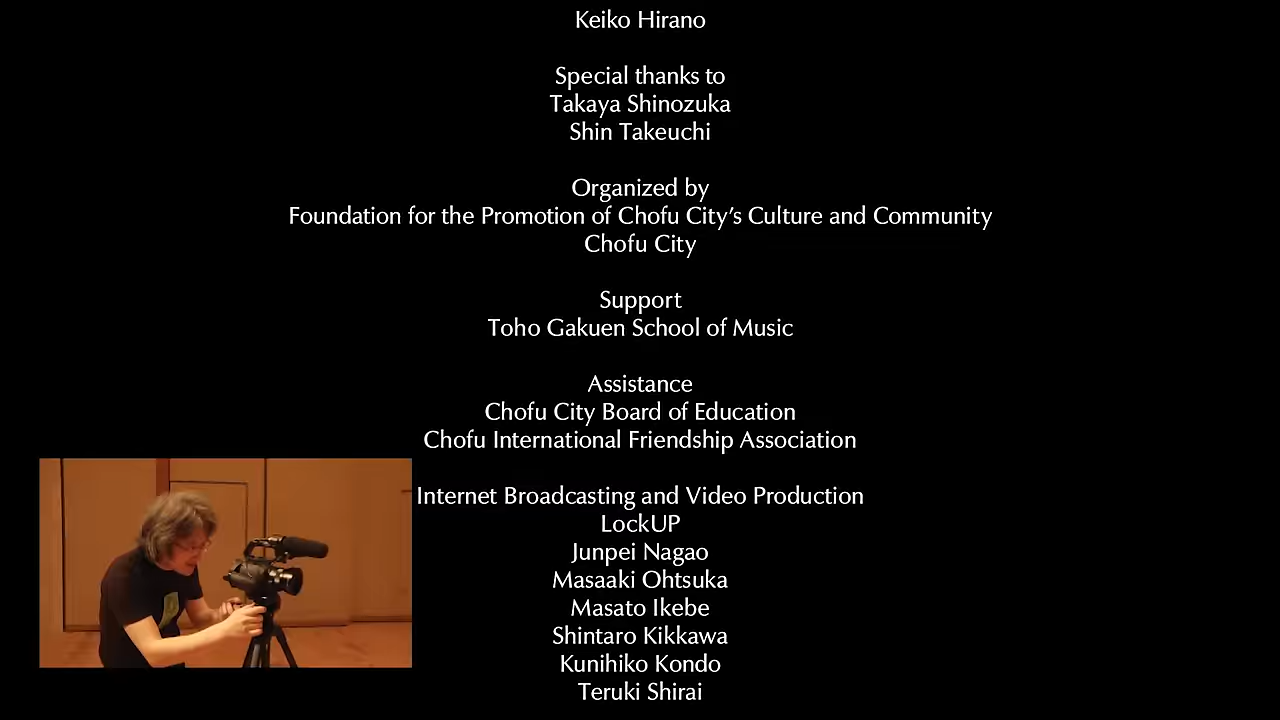 Keiko Hirano
Special thanks to
Takaya Shinozuka
Shin Takeuchi
Organized by
Foundation for the Promotion of Chofu City’s Culture and Community
Chofu City
Support
Toho Gakuen School of Music
Assistance
Chofu City Board of Education
Chofu International Friendship Association
Internet Broadcasting and Video Production
LockUP
Junpei Nagao
Masaaki Ohtsuka
Masato Ikebe
Shintaro Kikkawa
Kunihiko Kondo
Teruki Shirai